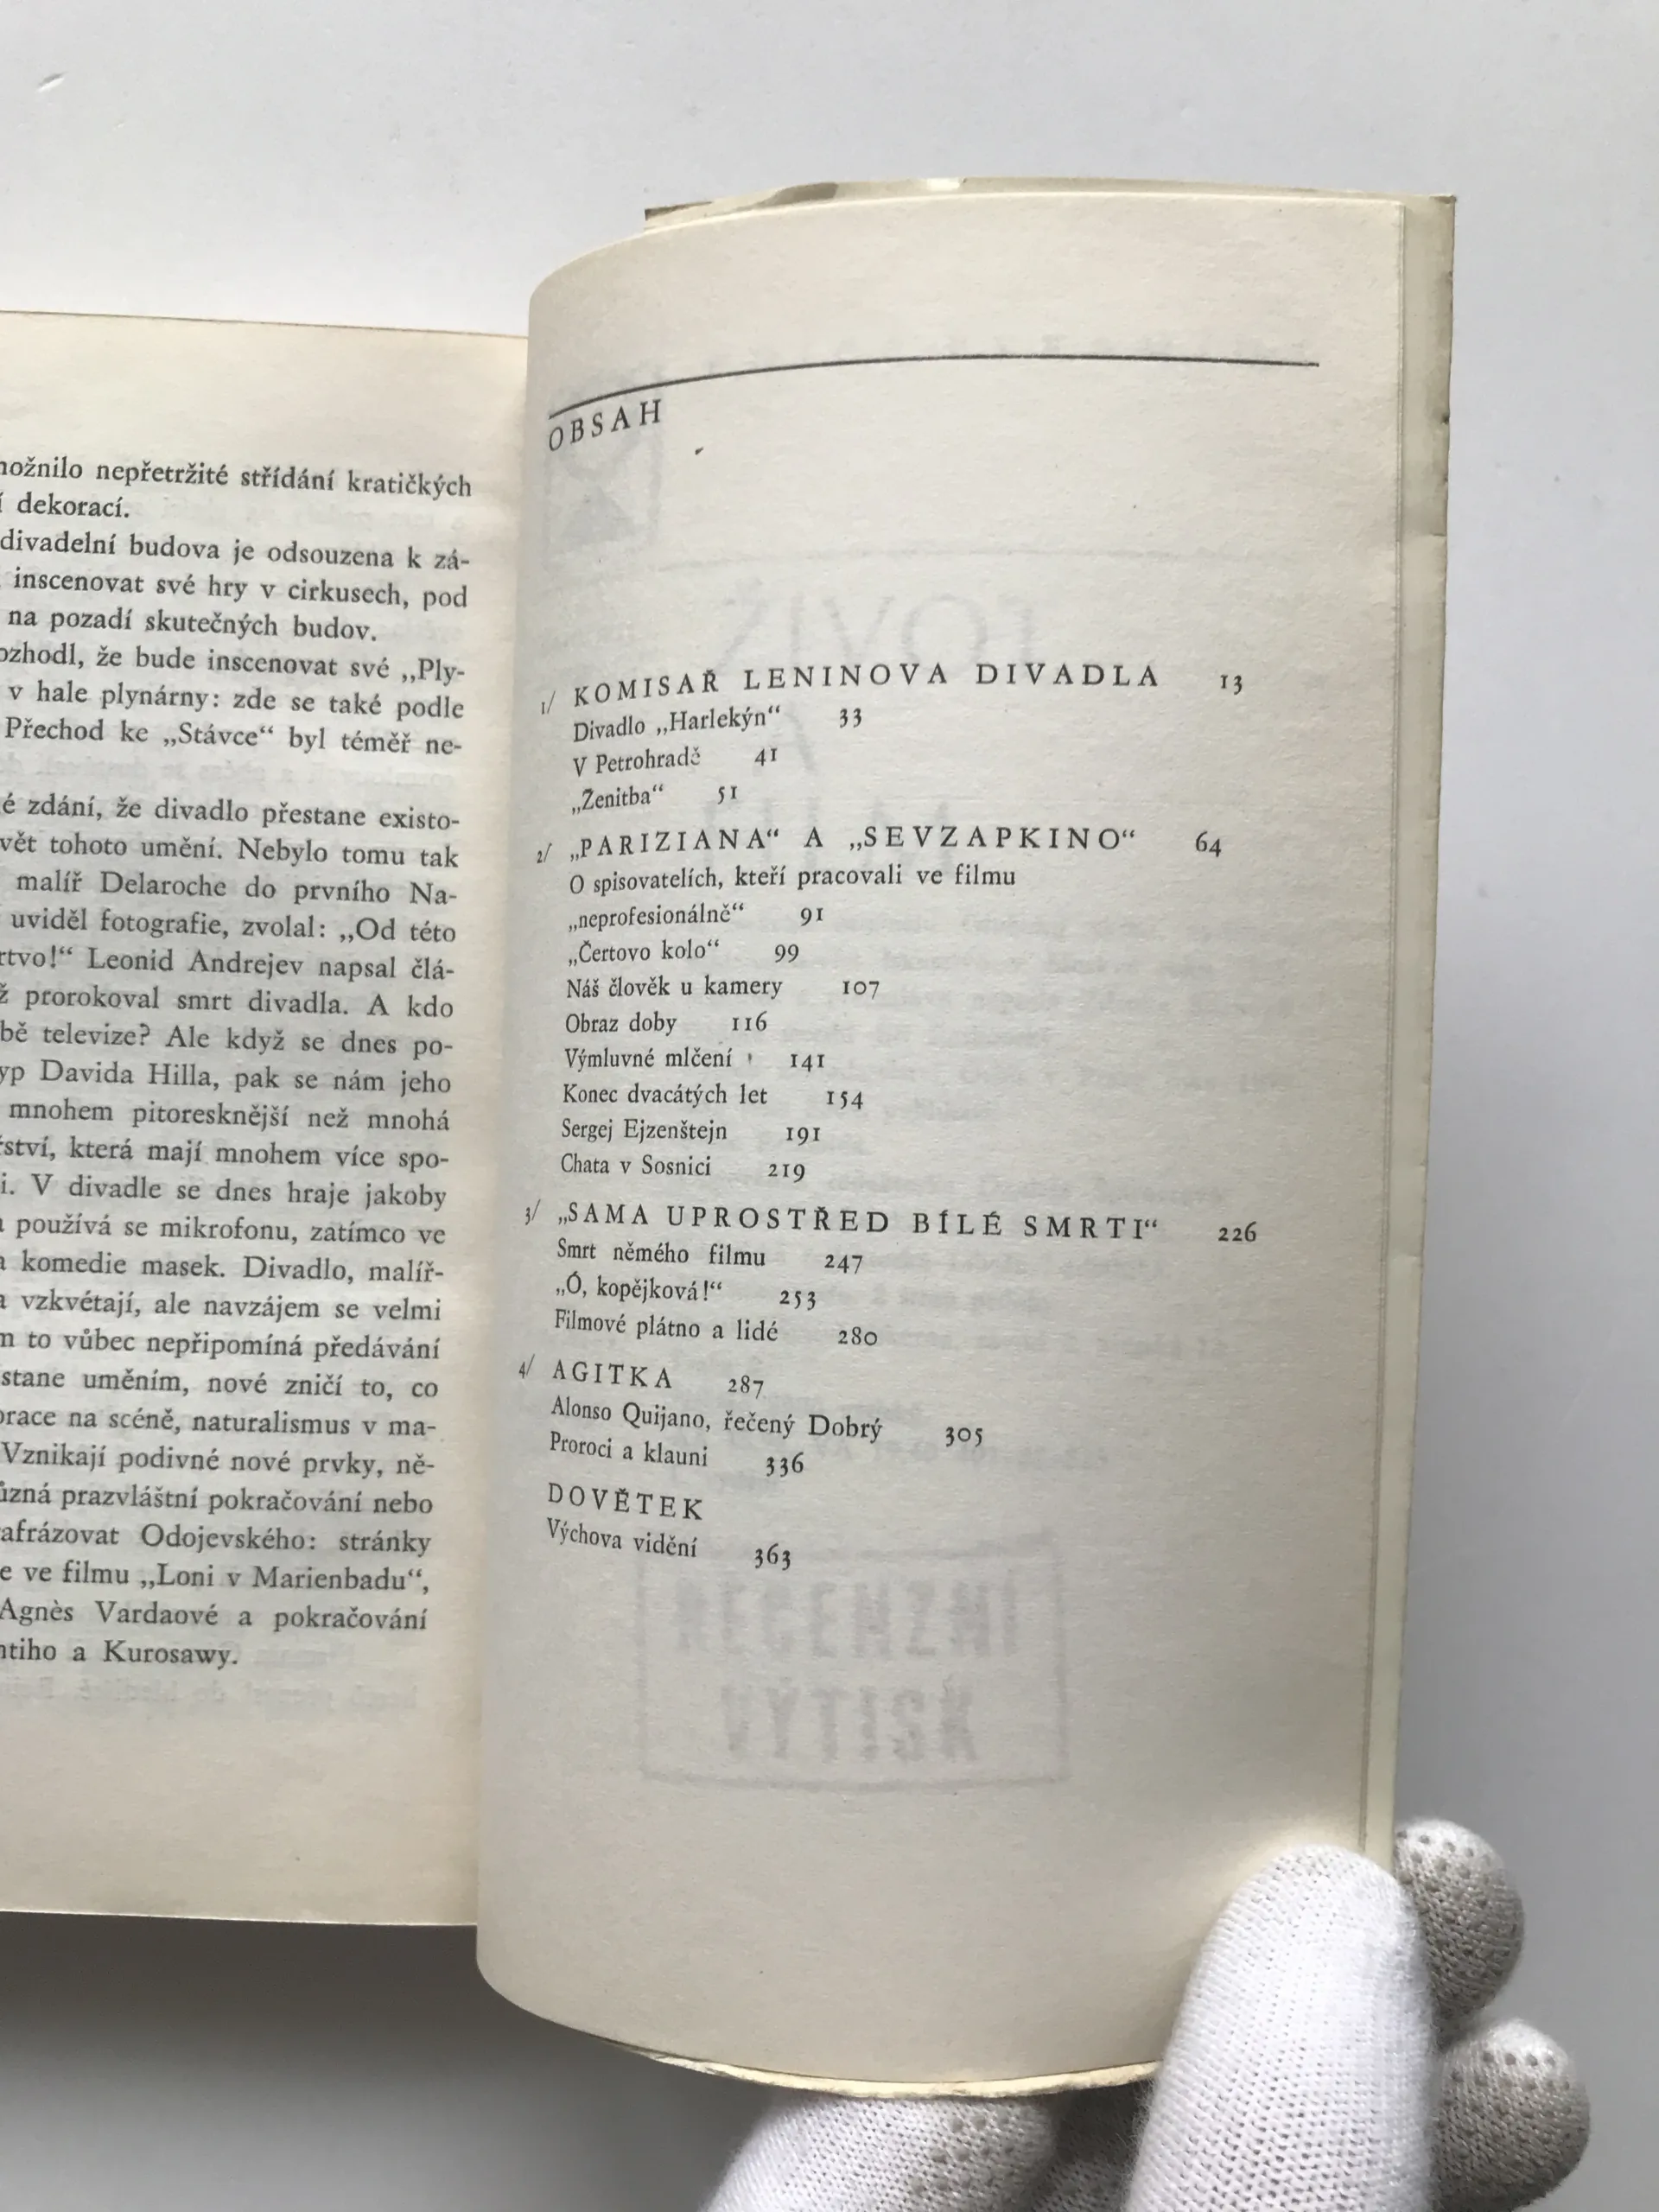 nepřetržité střídání kratičkých
dekorací.
divadelní budova je odsouzena k zá-
inscenovat své hry v cirkusech, pod
na pozadí skutečných budov.
že bude inscenovat své „Ply-
v hale plynárny: zde se také podle
Přechod ke „Stávce“ byl téměř ne-
é zdání, že divadlo přestane existo-
vět tohoto umění. Nebylo tomu tak
malíř Delaroche do prvního Na-
uviděl fotografie, zvolal: „Od této
rtvo!“ Leonid Andrejev napsal člá-
ž prorokoval smrt divadla. A kdo
bě televize? Ale když se dnes po-
yp Davida Hilla, pak se nám jeho
mnohem pitoresknější než mnohá
ství, která mají mnohem více spo-
i. V divadle se dnes hraje jakoby
používá se mikrofonu, zatímco ve
a komedie masek. Divadlo, malíř-
a vzkvétají, ale navzájem se velmi
m to vůbec nepřipomíná předávání
stane uměním, nové zničí to, co
na scéně, naturalismus v ma-
Vznikají podivné nové prvky, ně-
prazvláštní pokračování nebo
afrázovat Odojevského: stránky
e ve filmu „Loni v Marienbadu“,
Agnès Vardaové a pokračování
ntiho a Kurosawy.
OBSAH
1/ KOMISAŘ LENINOVA DIVADLA 13
Divadlo „Harlekýn“ 33
V Petrohradě 41
„Ženitba“ 51
2/ „PARIZIANA“ A „SEVZAPKINO“ 64
O spisovatelích, kteří pracovali ve filmu
„neprofesionálně“ 91
„Čertovo kolo“ 99
Náš člověk u kamery 107
Obraz doby 116
Výmluvné mlčení 141
Konec dvacátých let 154
Sergej Ejzenštejn 191
Chata v Sosnici 219
3/ „SAMA UPROSTŘED BÍLÉ SMRTI“ 226
Smrt němého filmu 247
„Ó, kopějková!“ 253
Filmové plátno a lidé 280
4/ AGITKA 287
Alonso Quijano, řečený Dobrý 305
Proroci a klauni 336
DOVĚTEK
Výchova vidění 363
RECENZNÍ
VÝTISK